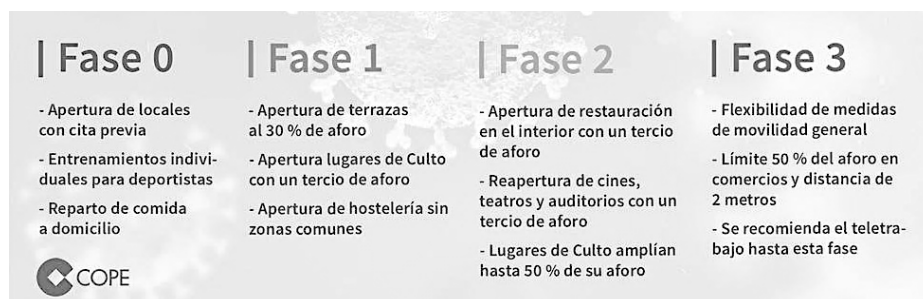 | Fase 0
- Apertura de locales
con cita previa
- Entrenamientos indivi-
duales para deportistas
- Reparto de comida
a domicilio
| Fase 1
- Apertura de terrazas
al 30 % de aforo
- Apertura lugares de Culto
con un tercio de aforo
- Apertura de hostelería sin
zonas comunes
| Fase 2
- Apertura de restauración
en el interior con un tercio
de aforo
- Reapertura de cines,
teatros y auditorios con un
tercio de aforo
- Lugares de Culto amplían
hasta 50 % de su aforo
| Fase 3
- Flexibilidad de medidas
de movilidad general
- Límite 50 % del aforo en
comercios y distancia de
2 metros
- Se recomienda el teletra-
bajo hasta esta fase
COPE